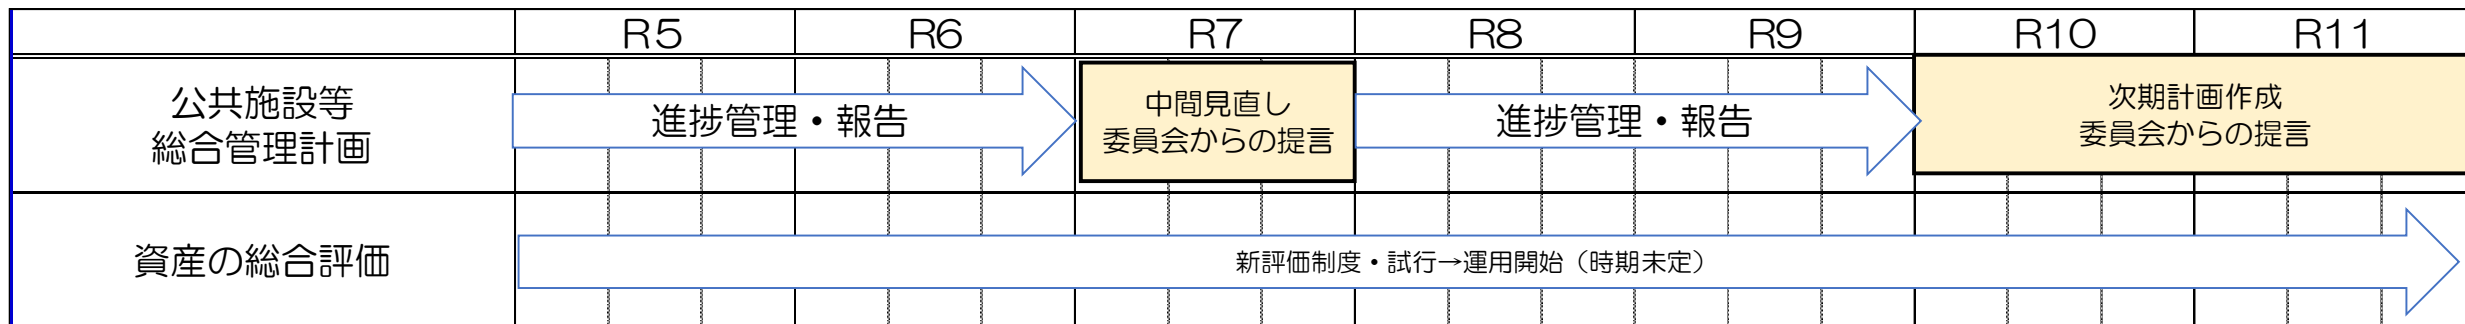 R5 R6 R7 R8 R9 R10 R11
公共施設等
総合管理計画
進捗管理・報告
中間見直し
委員会からの提言
進捗管理・報告
次期計画作成
委員会からの提言
資産の総合評価
新評価制度・試行→運用開始（時期未定）